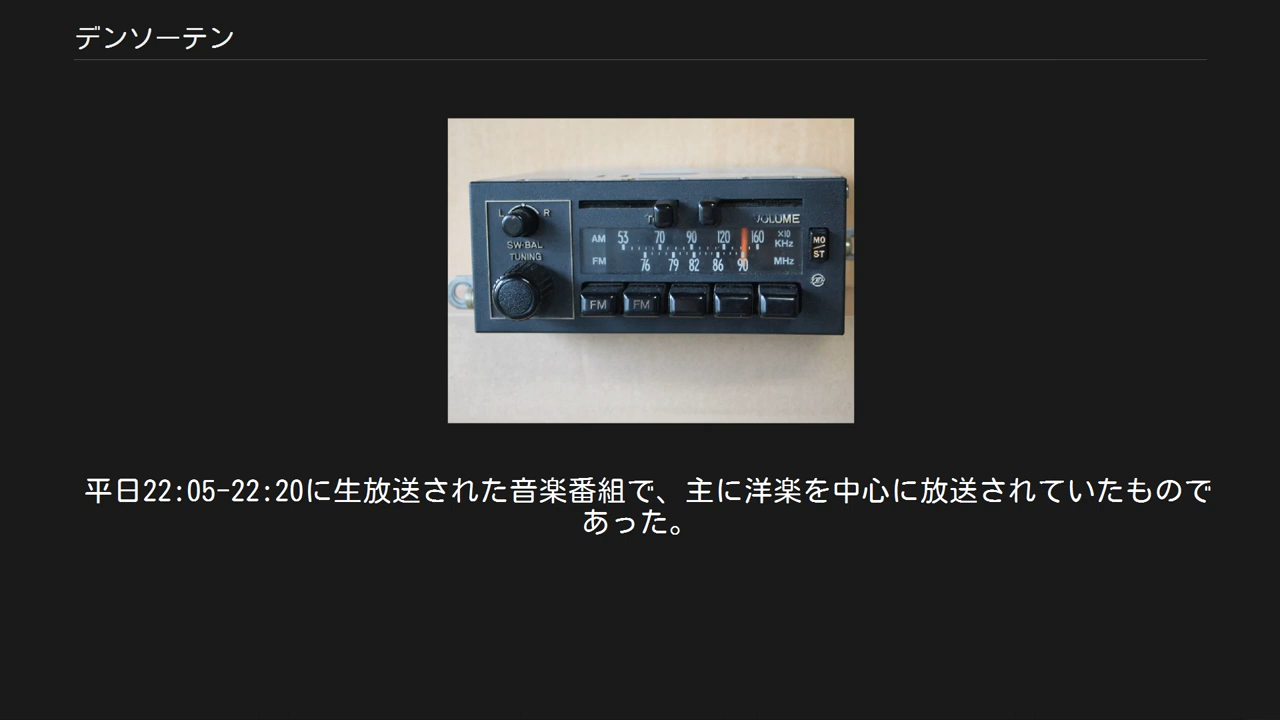 デンソーテン
L R
SW-BAL
TUNING
VOLUME
AM 53 70 90 120 160 ×10 KHz
FM 76 79 82 86 90 MHz
MO
ST
FM FM
平日22:05-22:20に生放送された音楽番組で、主に洋楽を中心に放送されていたもので
あった。